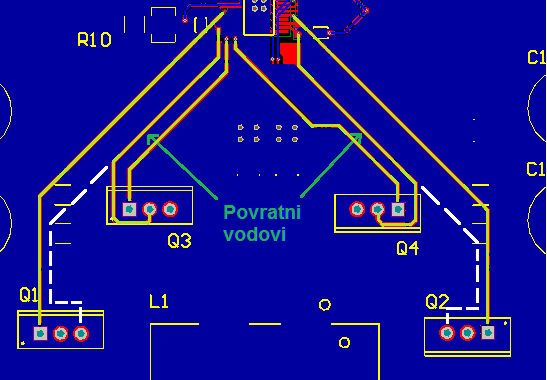 R10
C1
C1
Povratni
vodovi
Q3
Q4
Q1
L1
Q2